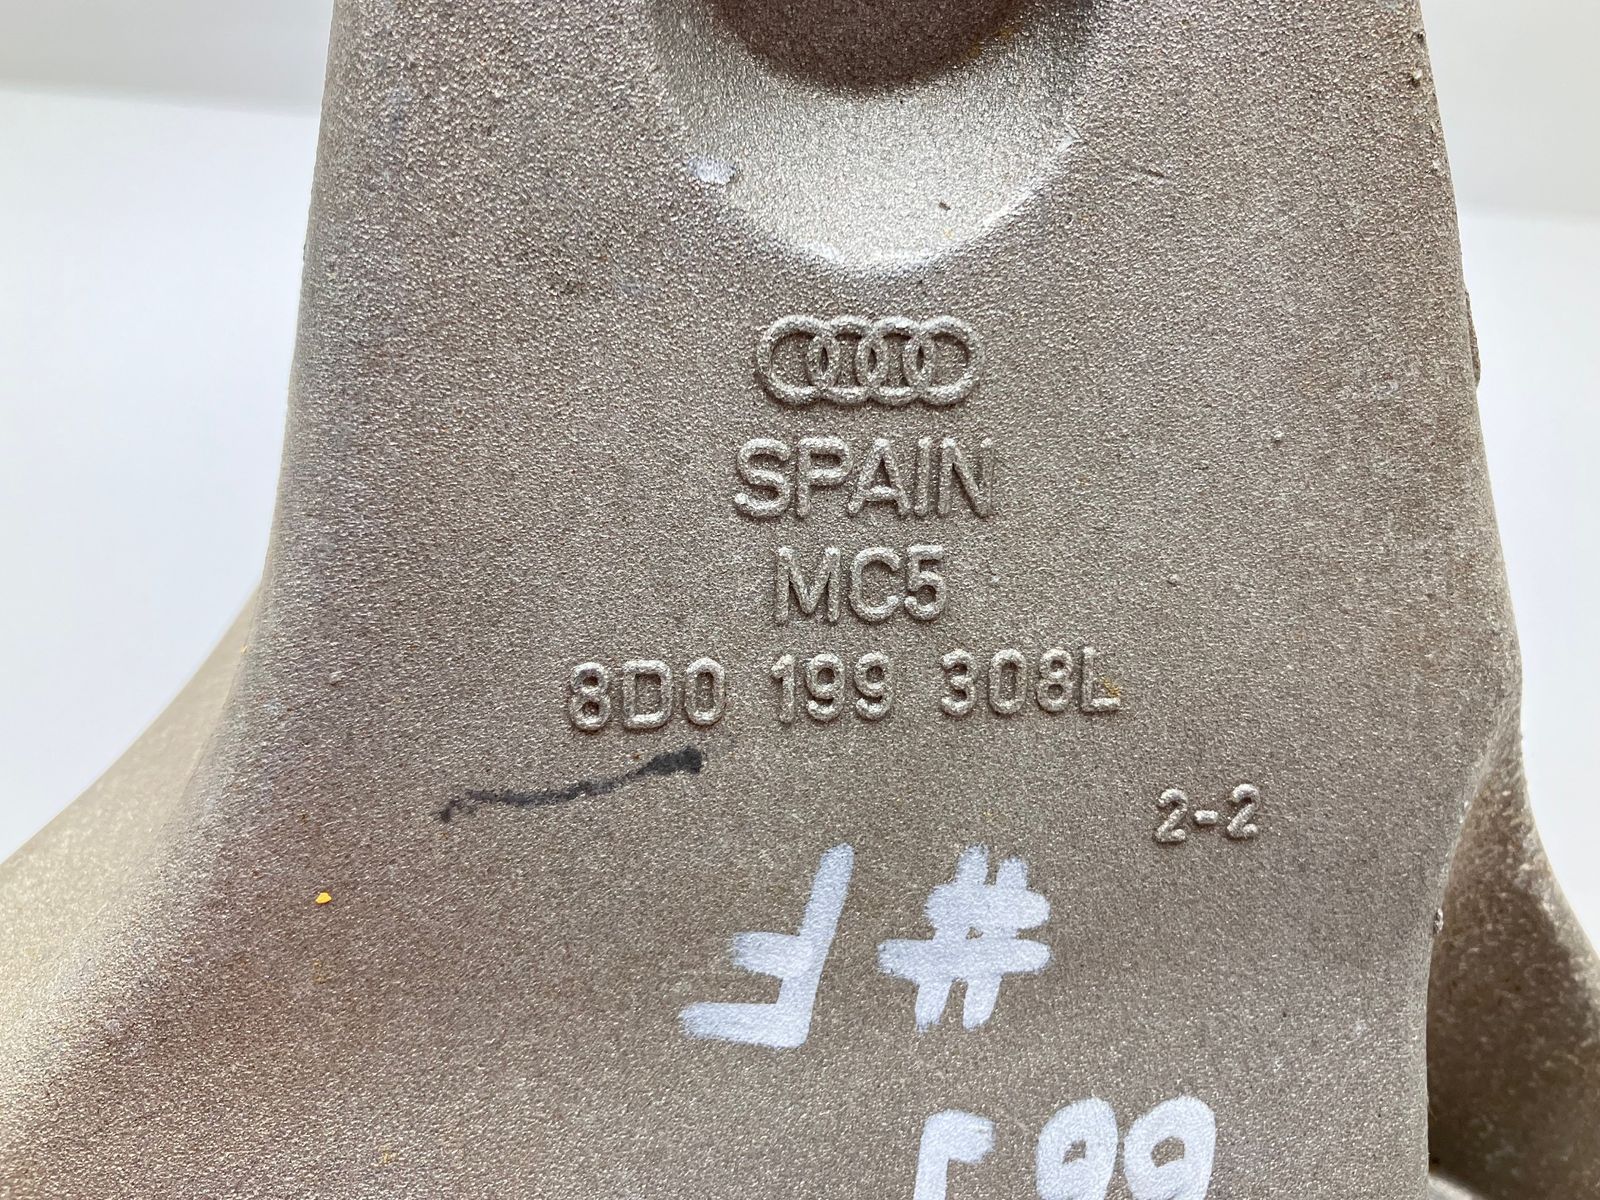 SPAIN
MC5
8D0 199 308L
2-2
#F